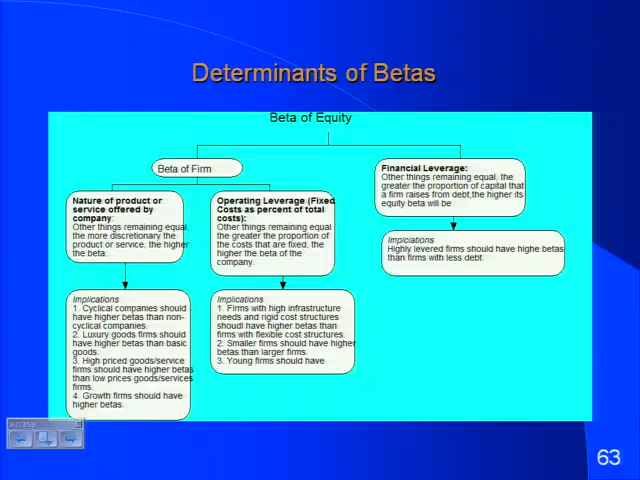 Determinants of Betas
Beta of Equity
Beta of Firm
Nature of product or
service offered by
company:
Other things remaining equal,
the more discretionary the
product or service, the higher
the beta.
Operating Leverage (Fixed
Costs as percent of total
costs):
Other things remaining equal
the greater the proportion of
the costs that are fixed, the
higher the beta of the
company.
Financial Leverage:
Other things remaining equal, the
greater the proportion of capital that
a firm raises from debt,the higher its
equity beta will be
Implications
1. Cyclical companies should
have higher betas than non-
cyclical companies.
2. Luxury goods firms should
have higher betas than basic
goods.
3. High priced goods/service
firms should have higher betas
than low prices goods/services
firms.
4. Growth firms should have
higher betas.
Implications
1. Firms with high infrastructure
needs and rigid cost structures
shoudl have higher betas than
firms with flexible cost structures.
2. Smaller firms should have higher
betas than larger firms.
3. Young firms should have
Implciations
Highly levered firms should have highe betas
than firms with less debt.
63